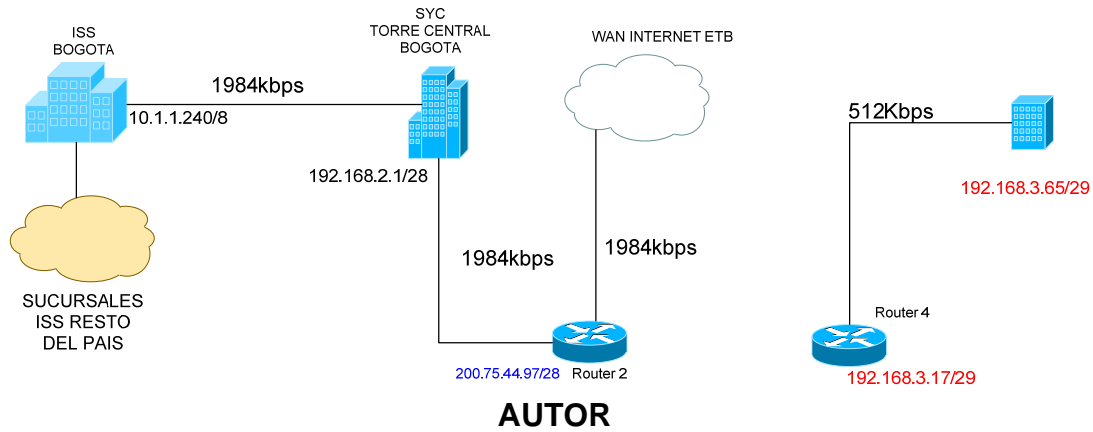 ISS
BOGOTA
SYC
TORRE CENTRAL
BOGOTA
WAN INTERNET ETB
1984kbps
10.1.1.240/8
512Kbps
192.168.2.1/28
192.168.3.65/29
1984kbps
1984kbps
SUCURSALES
ISS RESTO
DEL PAIS
Router 4
200.75.44.97/28
Router 2
192.168.3.17/29
AUTOR